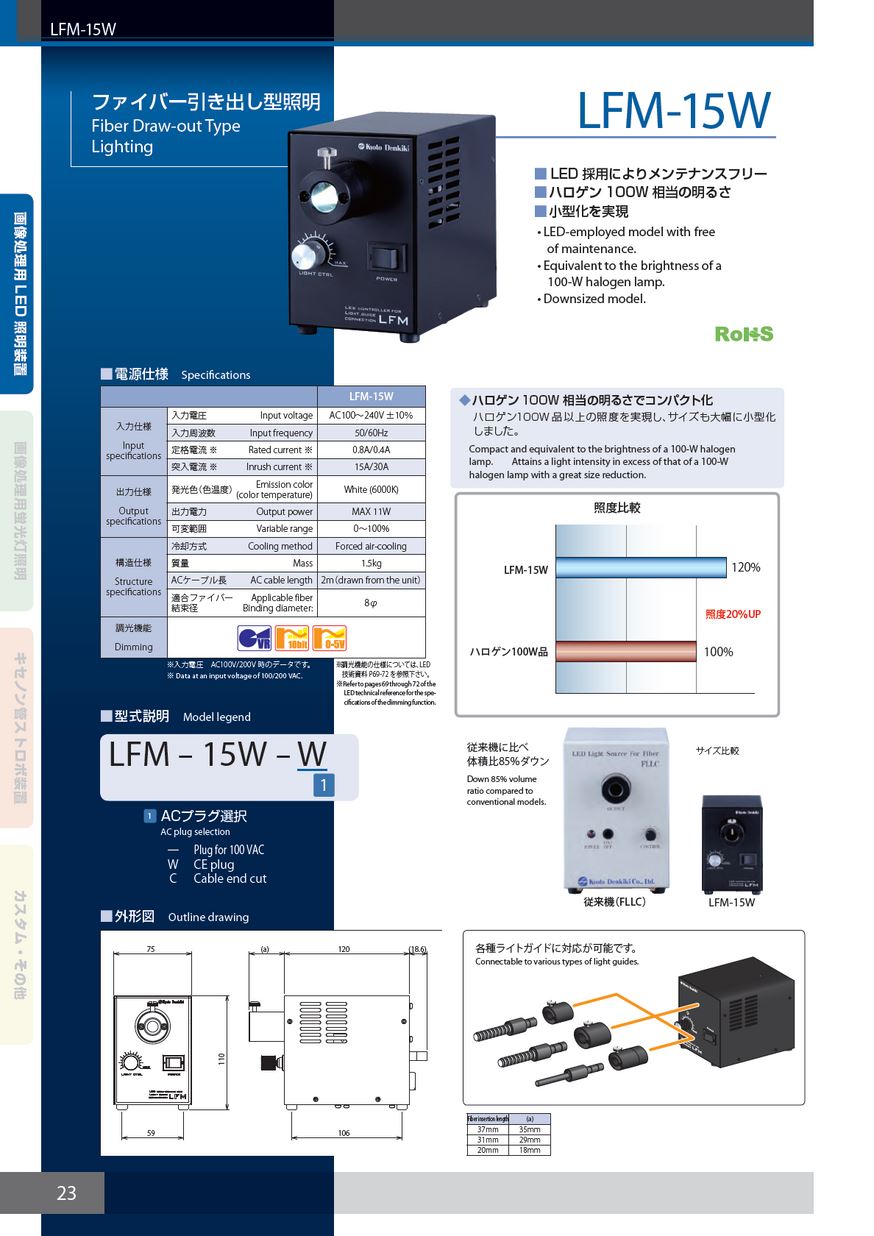 LFM-15W
ファイバー引き出し型照明
Fiber Draw-out Type
Lighting
LFM-15W
Kyoto Denkiki
LIGHT CTRL
MAX
POWER
LED CONTROLLER FOR
LIGHT GUIDE
CONNECTION LFM
■ LED 採用によりメンテナンスフリー
■ ハロゲン 100W 相当の明るさ
■ 小型化を実現
• LED-employed model with free
of maintenance.
• Equivalent to the brightness of a
100-W halogen lamp.
• Downsized model.
RoHS
画像処理用 LED 照明装置
画像処理用蛍光灯照明
キセノン管ストロボ装置
カスタム・その他
■電源仕様 Specifications
LFM-15W
入力仕様
Input
specifications
入力電圧 Input voltage AC100〜240V ±10%
入力周波数 Input frequency 50/60Hz
定格電流 ※ Rated current ※ 0.8A/0.4A
突入電流 ※ Inrush current ※ 15A/30A
出力仕様
Output
specifications
発光色（色温度） Emission color
(color temperature) White (6000K)
出力電力 Output power MAX 11W
可変範囲 Variable range 0〜100%
構造仕様
Structure
specifications
冷却方式 Cooling method Forced air-cooling
質量 Mass 1.5kg
ACケーブル長 AC cable length 2m（drawn from the unit）
適合ファイバー Applicable fiber
結束径 Binding diameter: 8φ
調光機能
Dimming
VR 10bit 0-5V
※入力電圧 AC100V/200V 時のデータです。
※ Data at an input voltage of 100/200 VAC.
※調光機能の仕様については、LED
技術資料 P69-72 を参照下さい。
※Refer to pages 69 through 72 of the
LED technical reference for the spe-
cifications of the dimming function.
◆ハロゲン 100W 相当の明るさでコンパクト化
ハロゲン100W 品以上の照度を実現し、サイズも大幅に小型化
しました。
Compact and equivalent to the brightness of a 100-W halogen
lamp. Attains a light intensity in excess of that of a 100-W
halogen lamp with a great size reduction.
照度比較
LFM-15W
120%
照度20%UP
ハロゲン100W品
100%
■型式説明 Model legend
LFM – 15W – W
1
1 ACプラグ選択
AC plug selection
— Plug for 100 VAC
W CE plug
C Cable end cut
従来機に比べ
体積比85%ダウン
Down 85% volume
ratio compared to
conventional models.
サイズ比較
LED Light Source For Fiber
FLLC
OUTPUT
POWER
ON/
OFF
CONTROL
Kyoto Denkiki Co., Ltd.
従来機（FLLC）
LFM-15W
■外形図 Outline drawing
75
(a)
120
(18.6)
Kyoto Denkiki
LIGHT CTRL
POWER
LFM
110
59
106
各種ライトガイドに対応が可能です。
Connectable to various types of light guides.
Fiber insertion length (a)
37mm 35mm
31mm 29mm
20mm 18mm
23